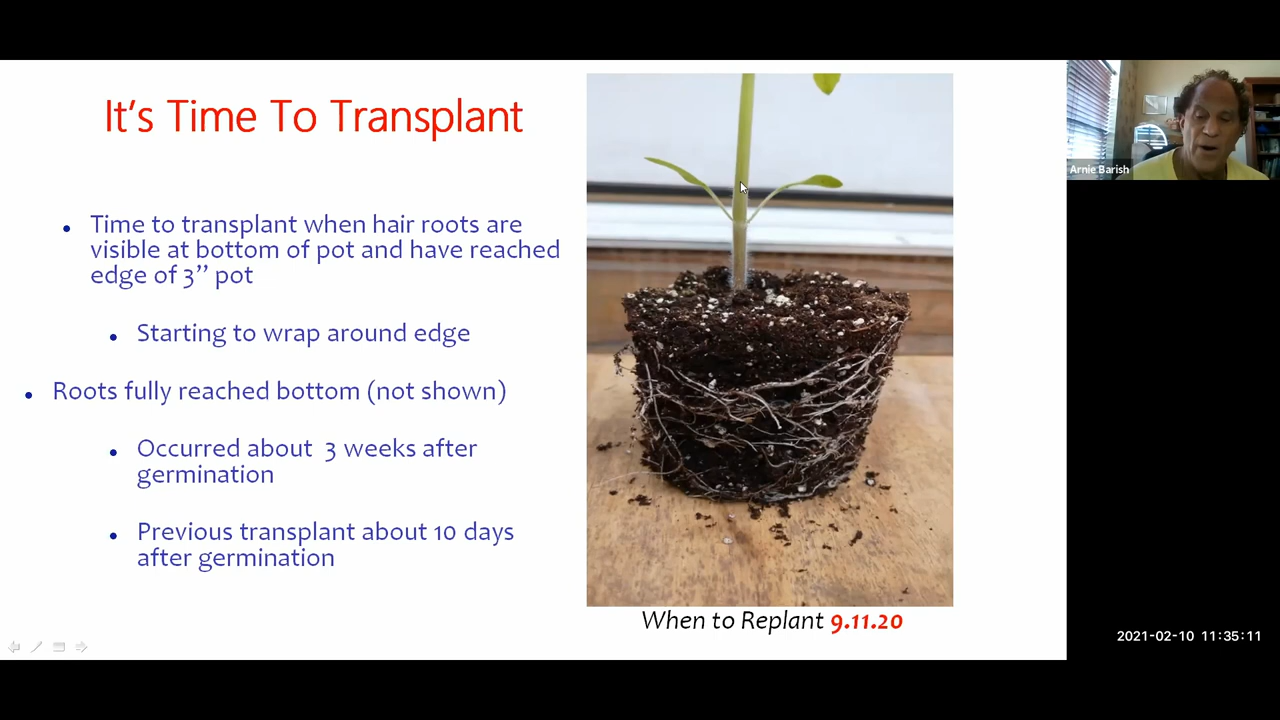 It's Time To Transplant
Arnie Barish
• Time to transplant when hair roots are
visible at bottom of pot and have reached
edge of 3” pot
• Starting to wrap around edge
• Roots fully reached bottom (not shown)
• Occurred about 3 weeks after
germination
• Previous transplant about 10 days
after germination
When to Replant 9.11.20
2021-02-10 11:35:11